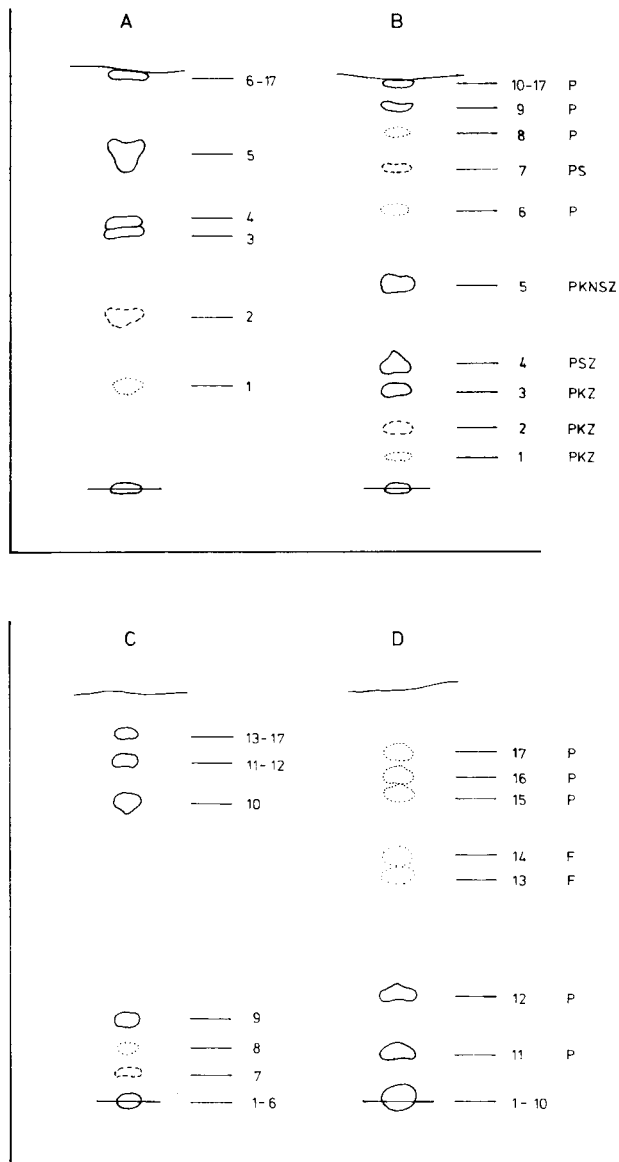 A B
6-17
5
4
3
2
1
10-17 P
9 P
8 P
7 PS
6 P
5 PKNSZ
4 PSZ
3 PKZ
2 PKZ
1 PKZ
C D
13-17
11-12
10
9
8
7
1-6
17 P
16 P
15 P
14 F
13 F
12 P
11 P
1-10